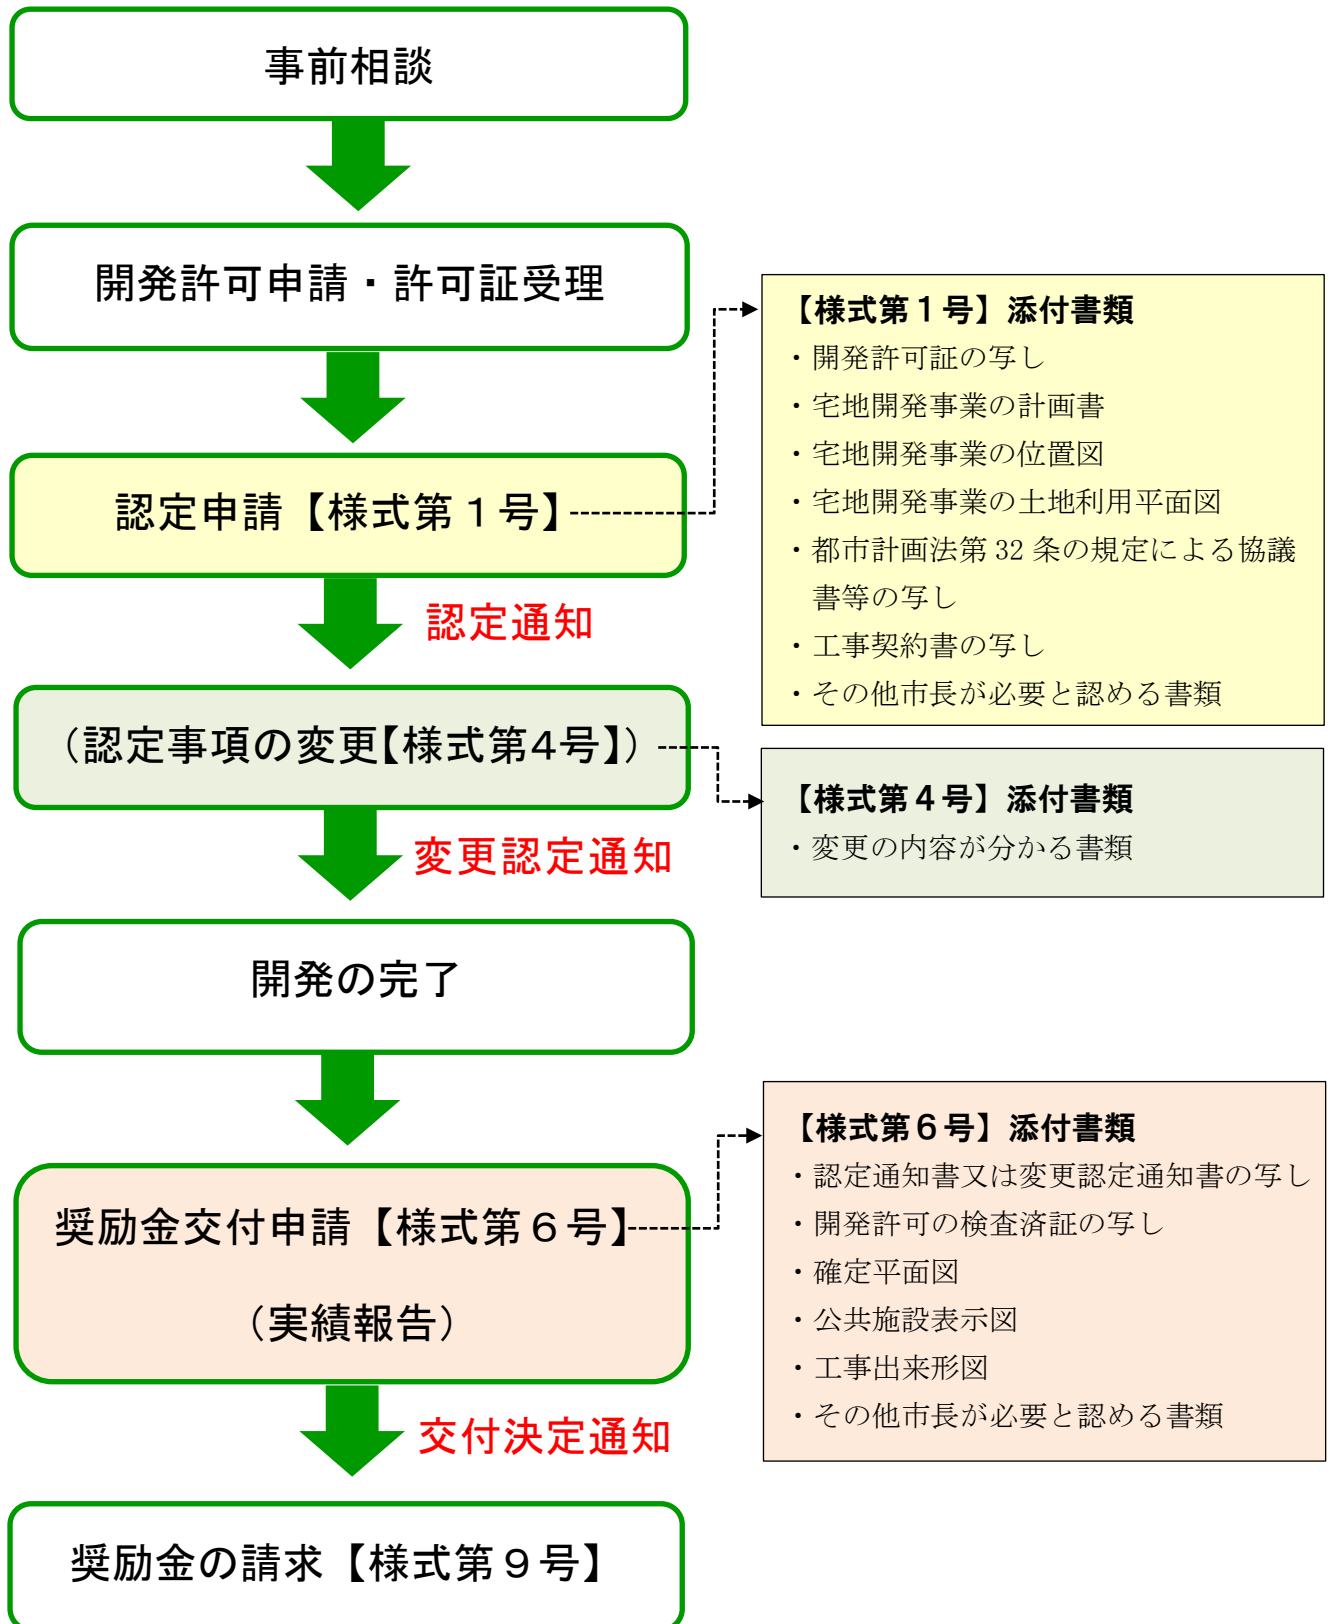 事前相談
開発許可申請・許可証受理
認定申請【様式第１号】
【様式第１号】添付書類
・開発許可証の写し
・宅地開発事業の計画書
・宅地開発事業の位置図
・宅地開発事業の土地利用平面図
・都市計画法第 32 条の規定による協議
書等の写し
・工事契約書の写し
・その他市長が必要と認める書類
認定通知
（認定事項の変更【様式第4号】）
【様式第４号】添付書類
・変更の内容が分かる書類
変更認定通知
開発の完了
奨励金交付申請【様式第６号】
（実績報告）
【様式第６号】添付書類
・認定通知書又は変更認定通知書の写し
・開発許可の検査済証の写し
・確定平面図
・公共施設表示図
・工事出来形図
・その他市長が必要と認める書類
交付決定通知
奨励金の請求【様式第９号】